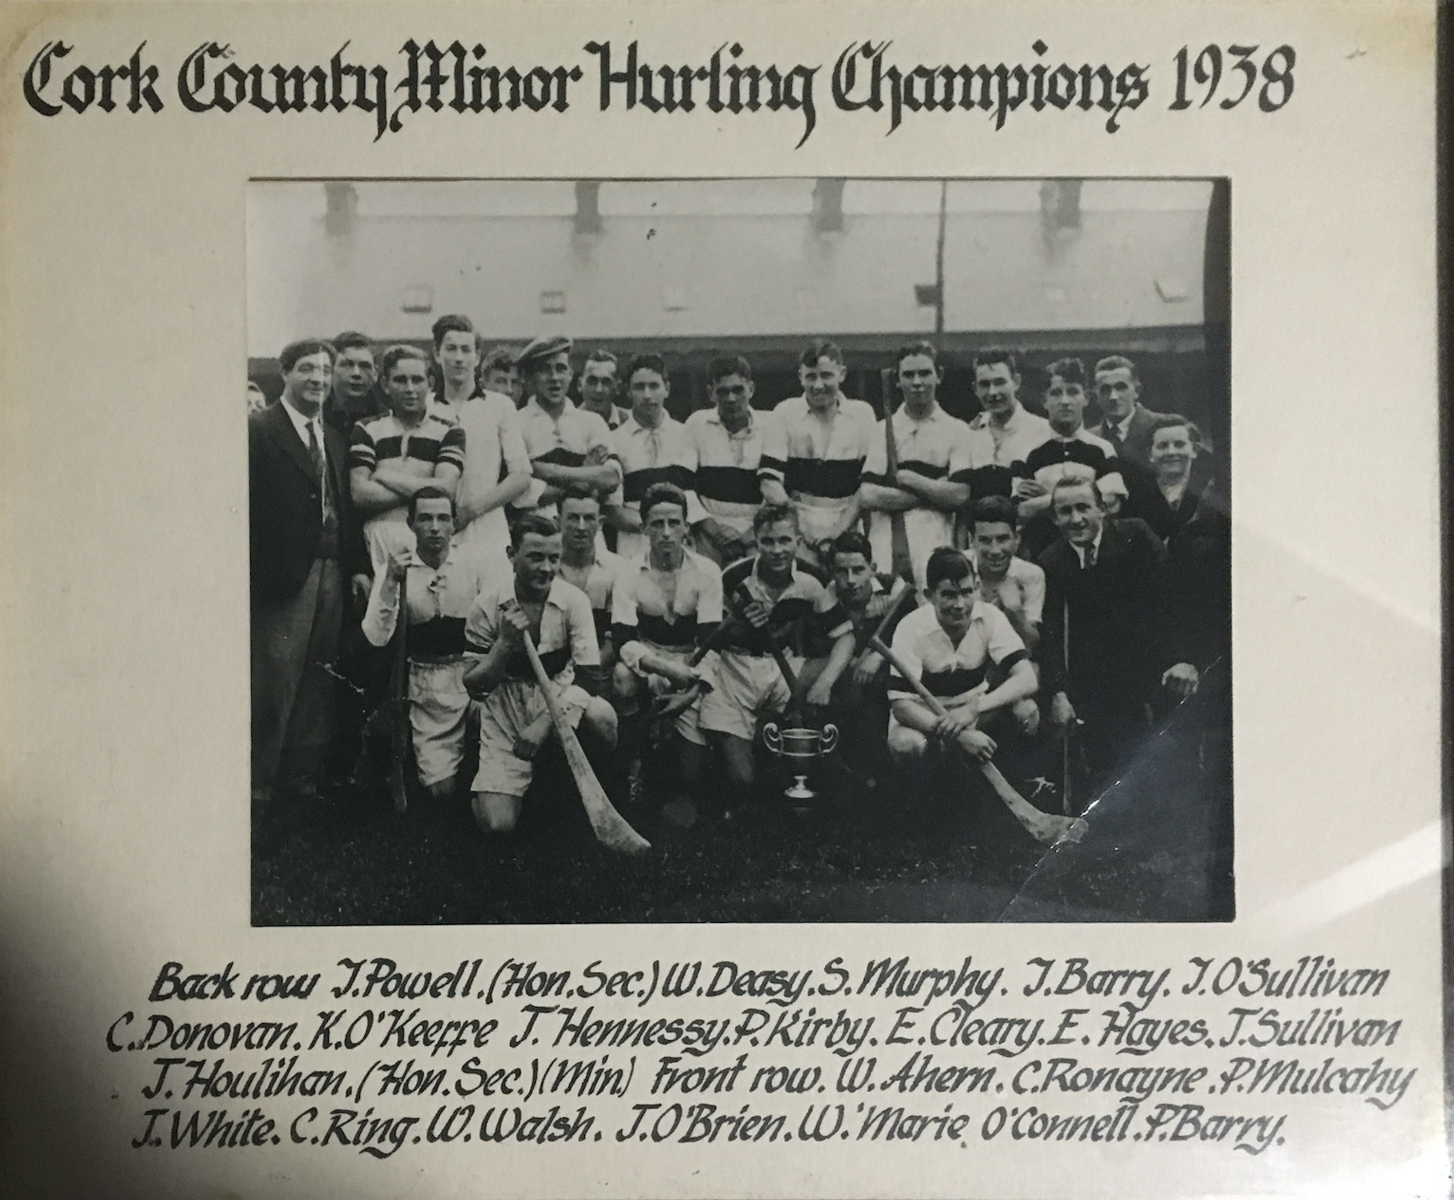 Cork County Minor Hurling Champions 1938
Back row J.Powell.(Hon.Sec.) W.Deasy.S.Murphy. J.Barry. J.O'Sullivan
C.Donovan. K.O'Keeffe J.Hennessy.P.Kirby. E.Cleary.E.Hayes.J.Sullivan
J.Houlihan.(Hon.Sec.)(Min) Front row. W.Ahern. C.Ronayne.P.Mulcahy
J.White. C.Ring.W.Walsh. J.O'Brien.W.'Marie O'Connell.P.Barry.